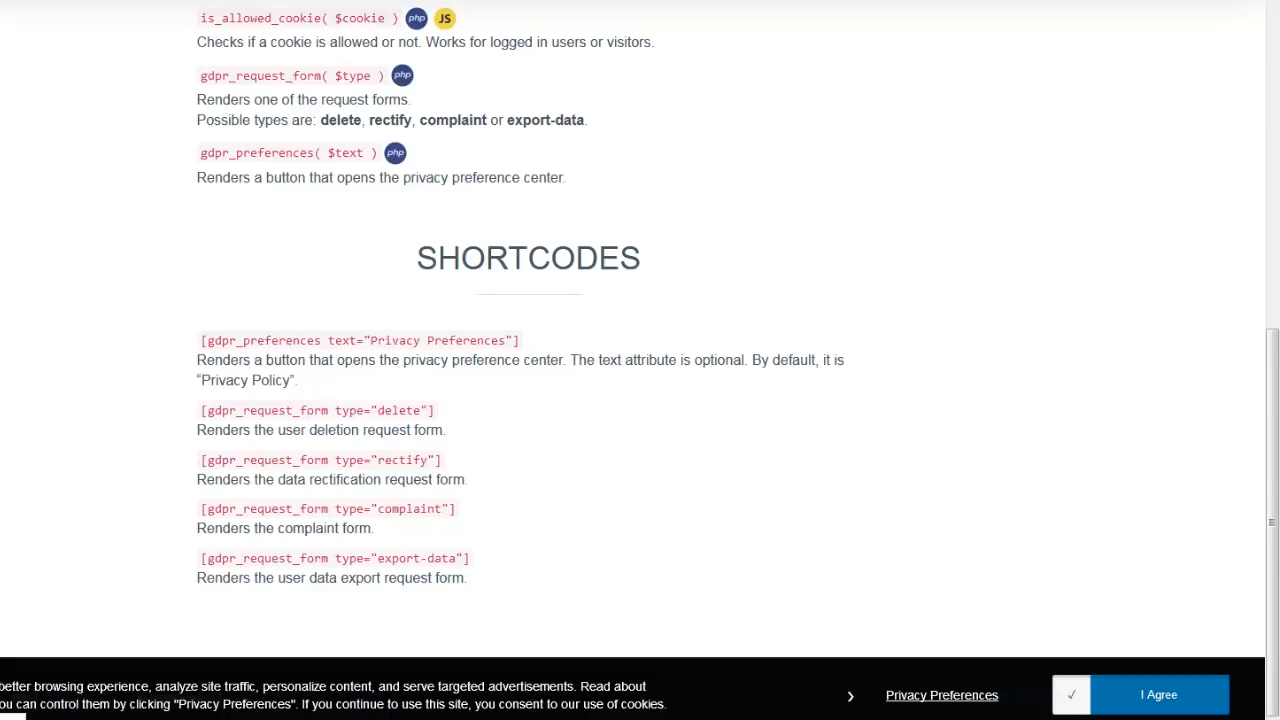 is_allowed_cookie( $cookie ) php JS
Checks if a cookie is allowed or not. Works for logged in users or visitors.
gdpr_request_form( $type ) php
Renders one of the request forms.
Possible types are: delete, rectify, complaint or export-data.
gdpr_preferences( $text ) php
Renders a button that opens the privacy preference center.
SHORTCODES
[gdpr_preferences text="Privacy Preferences"]
Renders a button that opens the privacy preference center. The text attribute is optional. By default, it is
“Privacy Policy”.
[gdpr_request_form type="delete"]
Renders the user deletion request form.
[gdpr_request_form type="rectify"]
Renders the data rectification request form.
[gdpr_request_form type="complaint"]
Renders the complaint form.
[gdpr_request_form type="export-data"]
Renders the user data export request form.
better browsing experience, analyze site traffic, personalize content, and serve targeted advertisements. Read about
ou can control them by clicking "Privacy Preferences". If you continue to use this site, you consent to our use of cookies.
Privacy Preferences
✓ I Agree